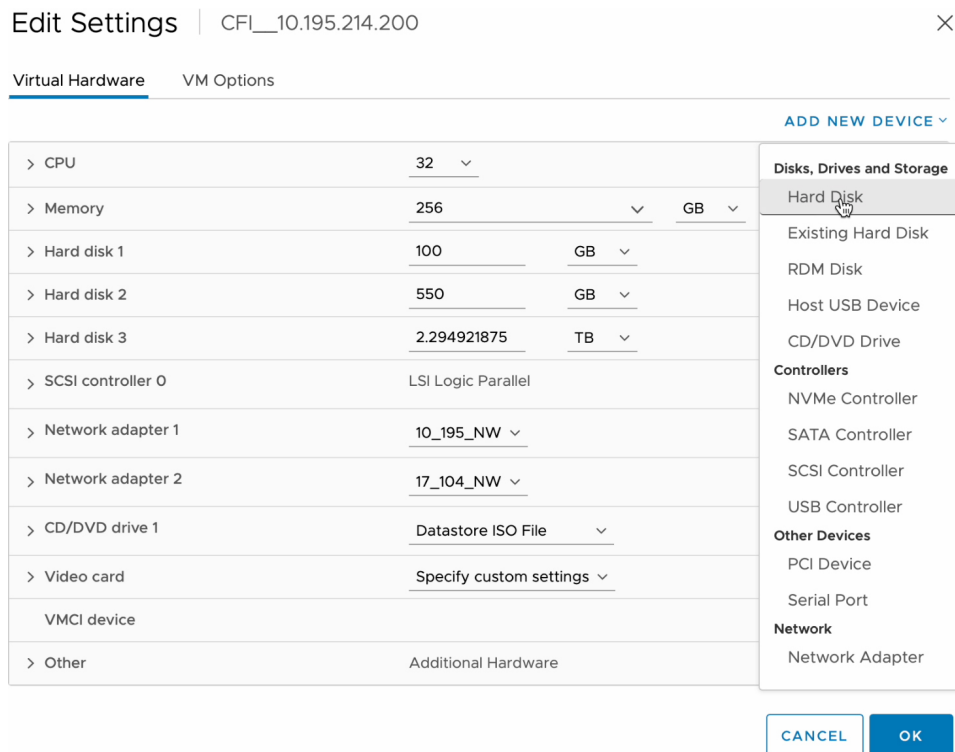 Edit Settings CFI__10.195.214.200
Virtual Hardware VM Options
ADD NEW DEVICE
CPU 32
Memory 256 GB
Hard disk 1 100 GB
Hard disk 2 550 GB
Hard disk 3 2.294921875 TB
SCSI controller 0 LSI Logic Parallel
Network adapter 1 10_195_NW
Network adapter 2 17_104_NW
CD/DVD drive 1 Datastore ISO File
Video card Specify custom settings
VMCI device
Other Additional Hardware
Disks, Drives and Storage
Hard Disk
Existing Hard Disk
RDM Disk
Host USB Device
CD/DVD Drive
Controllers
NVMe Controller
SATA Controller
SCSI Controller
USB Controller
Other Devices
PCI Device
Serial Port
Network
Network Adapter
CANCEL OK